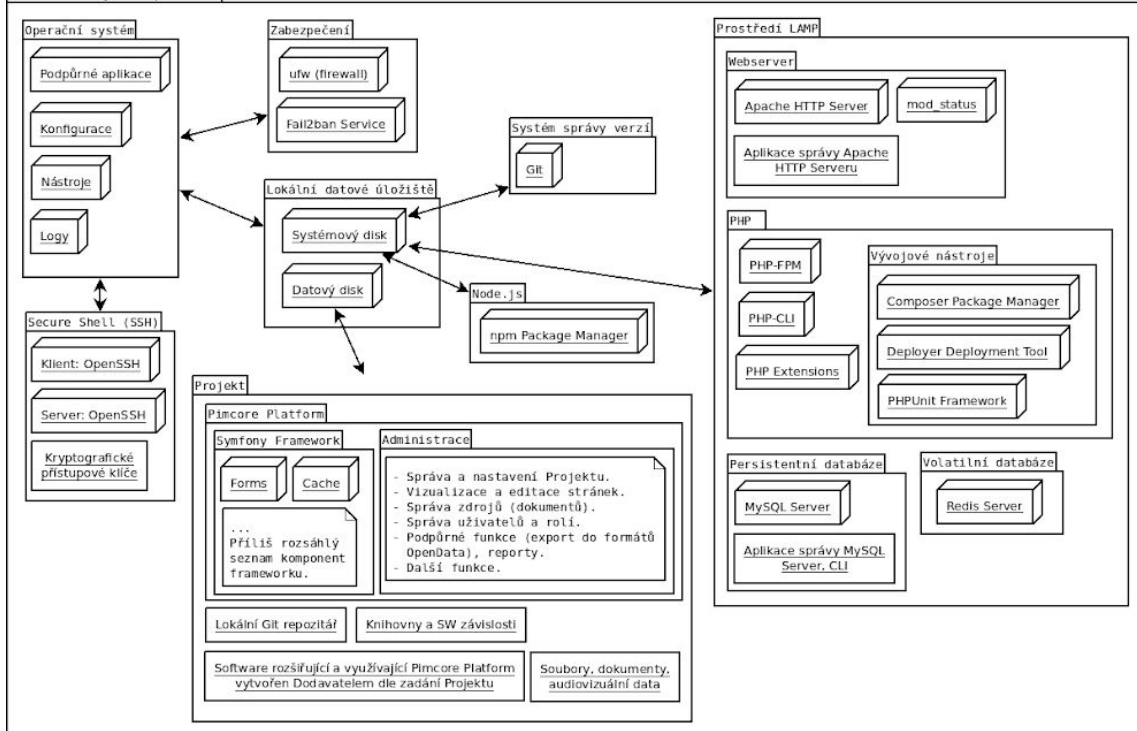 Operační systém
Podpůrné aplikace
Konfigurace
Nástroje
Logy
Zabezpečení
ufw (firewall)
Fail2ban Service
Systém správy verzí
Git
Lokální datové úložiště
Systémový disk
Datový disk
Node.js
npm Package Manager
Secure Shell (SSH)
Klient: OpenSSH
Server: OpenSSH
Kryptografické
přístupové klíče
Projekt
Pimcore Platform
Symfony Framework
Forms
Cache
...
Příliš rozsáhlý
seznam komponent
frameworku.
Administrace
- Správa a nastavení Projektu.
- Vizualizace a editace stránek.
- Správa zdrojů (dokumentů).
- Správa uživatelů a rolí.
- Podpůrné funkce (export do formátů
OpenData), reporty.
- Další funkce.
Lokální Git repozitář
Knihovny a SW závislosti
Software rozšiřující a využívající Pimcore Platform
vytvořen Dodavatelem dle zadání Projektu
Soubory, dokumenty,
audiovizuální data
Prostředí LAMP
Webserver
Apache HTTP Server
mod_status
Aplikace správy Apache
HTTP Serveru
PHP
PHP-FPM
PHP-CLI
PHP Extensions
Vývojové nástroje
Composer Package Manager
Deployer Deployment Tool
PHPUnit Framework
Persistentní databáze
MySQL Server
Aplikace správy MySQL
Server, CLI
Volatilní databáze
Redis Server